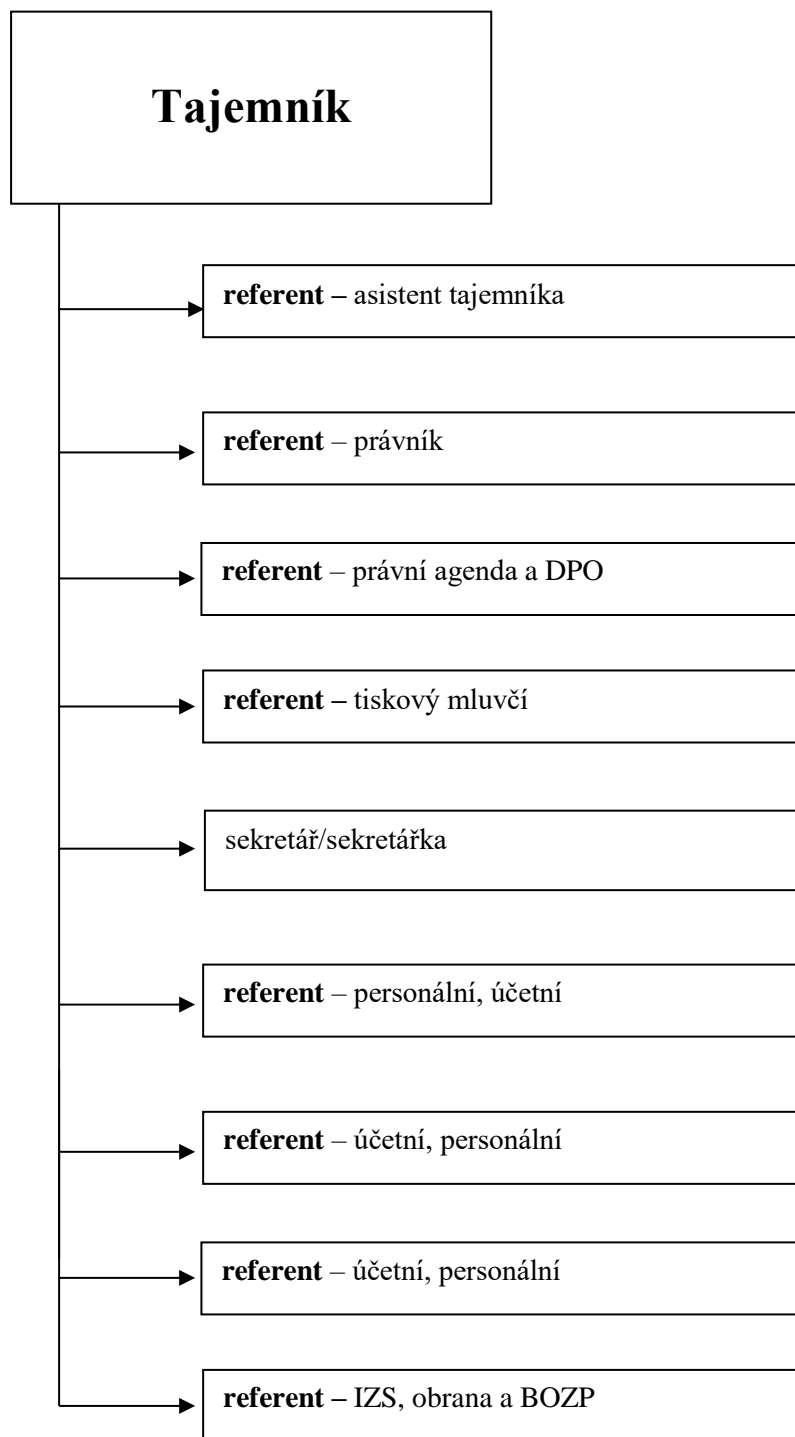 Tajemník
referent – asistent tajemníka
referent – právník
referent – právní agenda a DPO
referent – tiskový mluvčí
sekretář/sekretářka
referent – personální, účetní
referent – účetní, personální
referent – účetní, personální
referent – IZS, obrana a BOZP